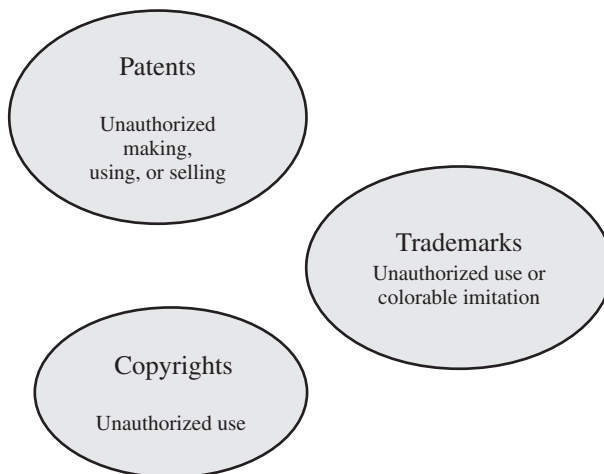 Patents
Unauthorized
making,
using, or selling
Trademarks
Unauthorized use or
colorable imitation
Copyrights
Unauthorized use